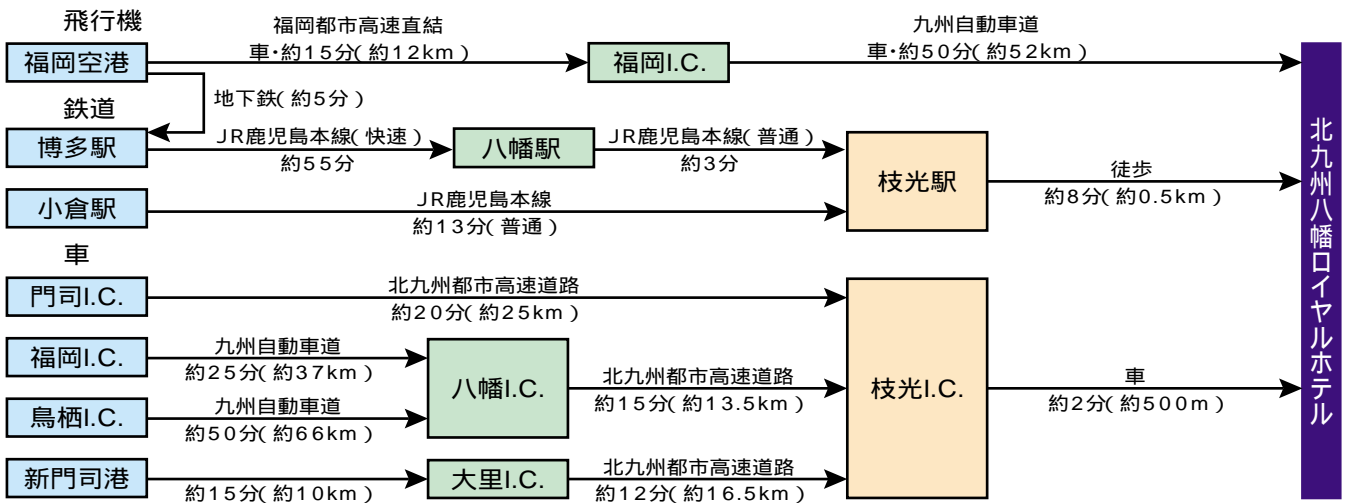 飛行機
福岡空港
福岡都市高速直結
車・約15分(約12km)
福岡I.C.
九州自動車道
車・約50分(約52km)
地下鉄(約5分)
鉄道
博多駅
JR鹿児島本線(快速)
約55分
八幡駅
JR鹿児島本線(普通)
約3分
枝光駅
徒歩
約8分(約0.5km)
小倉駅
JR鹿児島本線
約13分(普通)
車
門司I.C.
北九州都市高速道路
約20分(約25km)
福岡I.C.
九州自動車道
約25分(約37km)
八幡I.C.
北九州都市高速道路
約15分(約13.5km)
枝光I.C.
車
約2分(約500m)
鳥栖I.C.
九州自動車道
約50分(約66km)
新門司港
約15分(約10km)
大里I.C.
北九州都市高速道路
約12分(約16.5km)
北九州八幡ロイヤルホテル